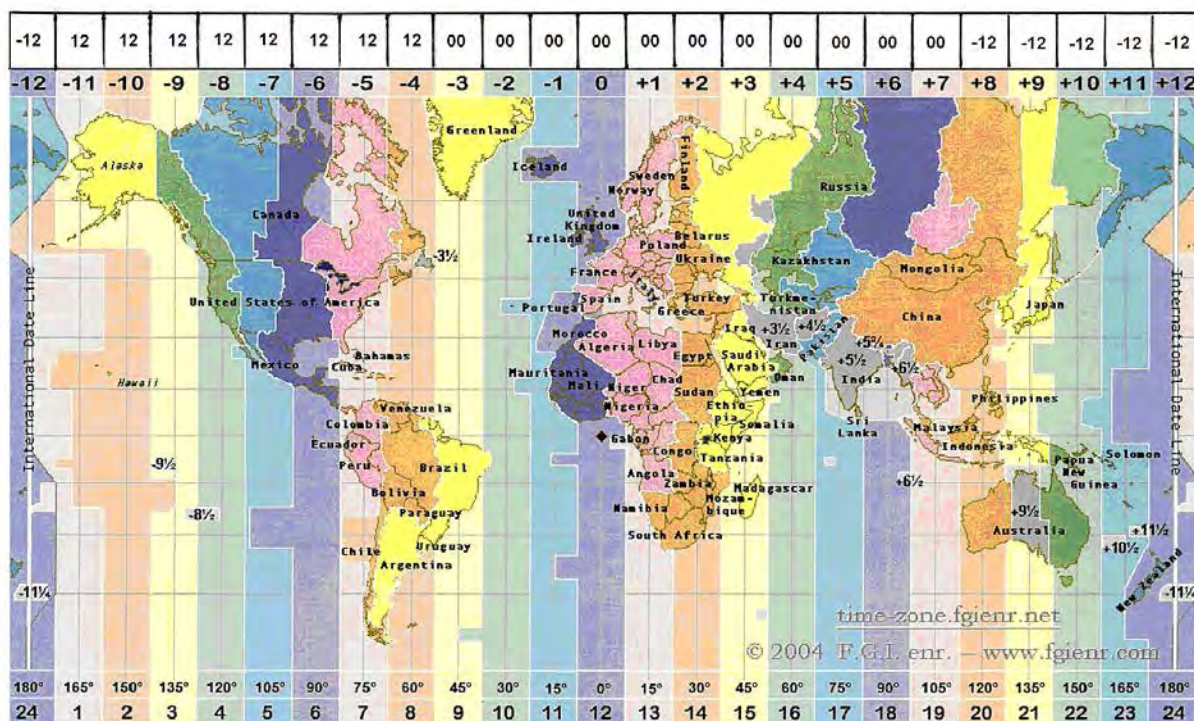 -12 12 12 12 12 12 12 12 12 00 00 00 00 00 00 00 00 00 00 00 -12 -12 -12 -12 -12
-12 -11 -10 -9 -8 -7 -6 -5 -4 -3 -2 -1 0 +1 +2 +3 +4 +5 +6 +7 +8 +9 +10 +11 +12
Greenland
Alaska
Iceland
Finland
Sweden
Norway
Russia
Canada
United
Kingdom
Ireland
Belarus
Poland
Ukraine
-3½
Kazakhstan
Mongolia
France
Italy
United States of America
Portugal
Spain
Greece
Turkey
Turkme-
nistan
Japan
China
Morocco
Algeria
Libya
Iraq
+3½
Iran
+4½
Pakistan
+5¾
Bahamas
Cuba
Mexico
Egypt
Saudi
Arabia
+5½
India
+6½
Hawaii
Mauritania
Mali
Niger
Chad
Sudan
Oman
Yemen
Venezuela
Colombia
Nigeria
Ethio-
pia
Somalia
Philippines
Sri
Lanka
Ecuador
Gabon
Kenya
Malaysia
Indonesia
Peru
Brazil
Congo
Tanzania
Papua
New
Guinea
Solomon
-9½
Bolivia
Angola
Zambia
Madagascar
+6½
-8½
Paraguay
Namibia
Mozam-
bique
+9½
Australia
Chile
Uruguay
South Africa
+11½
+10½
Argentina
-11¼
New Zealand
-11¼
International Date Line
International Date Line
time-zone.fgienr.net
© 2004 F.G.I. enr. – www.fgienr.com
180° 165° 150° 135° 120° 105° 90° 75° 60° 45° 30° 15° 0° 15° 30° 45° 60° 75° 90° 105° 120° 135° 150° 165° 180°
24 1 2 3 4 5 6 7 8 9 10 11 12 13 14 15 16 17 18 19 20 21 22 23 24